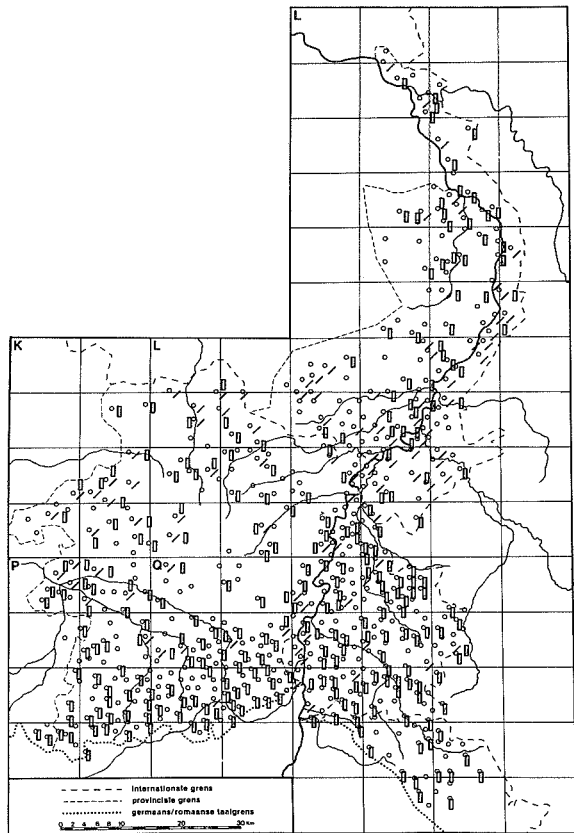 L
K L
P Q
internationale grens
provinciale grens
germaans/romaanse taalgrens
0 2 4 6 8 10 20 30 Km